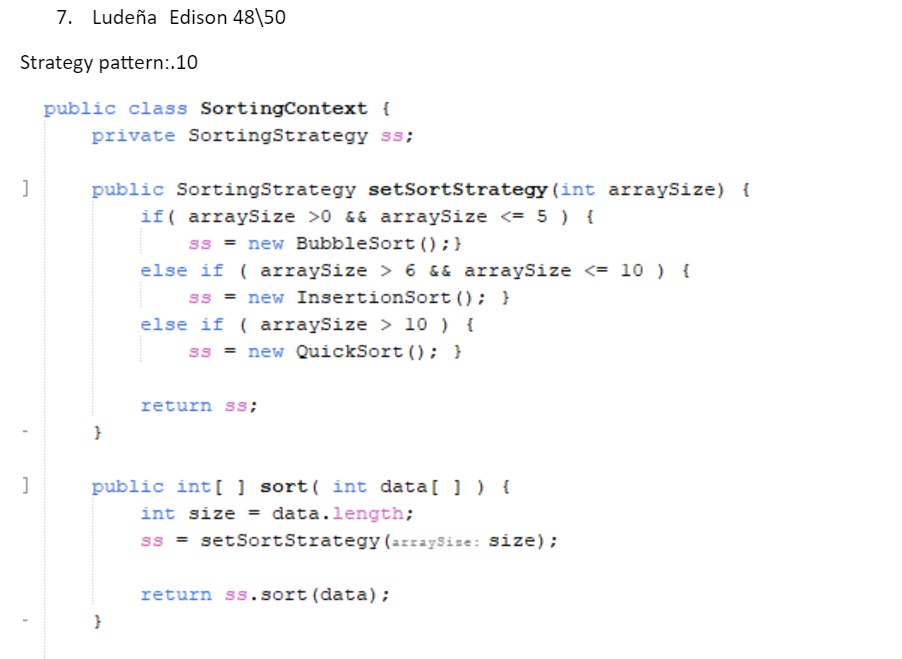 7. Ludeña Edison 48\50
Strategy pattern:.10
public class SortingContext {
private SortingStrategy ss;
public SortingStrategy setSortStrategy(int arraySize) {
if( arraySize >0 && arraySize <= 5 ) {
ss = new BubbleSort();}
else if ( arraySize > 6 && arraySize <= 10 ) {
ss = new InsertionSort(); }
else if ( arraySize > 10 ) {
ss = new QuickSort(); }
return ss;
}
public int[ ] sort( int data[ ] ) {
int size = data.length;
ss = setSortStrategy(arraySize: size);
return ss.sort(data);
}